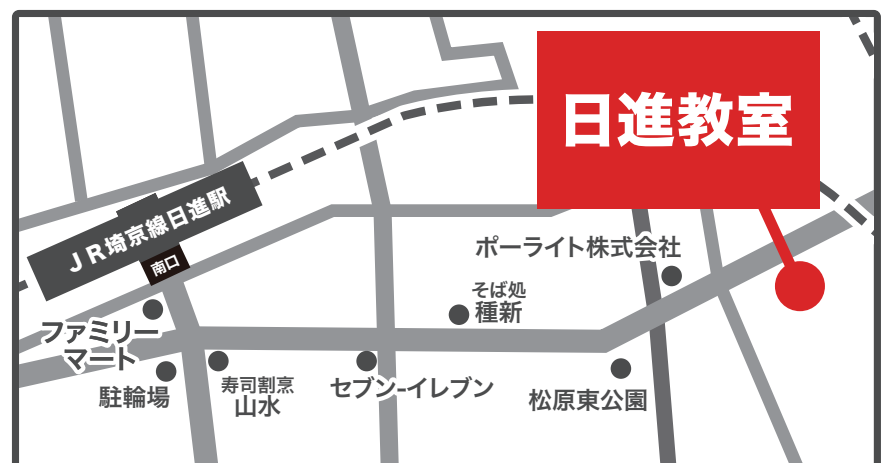 日進教室
JR埼京線日進駅
南口
ポーライト株式会社
そば処
種新
ファミリー
マート
駐輪場
寿司割烹
山水
セブン-イレブン
松原東公園